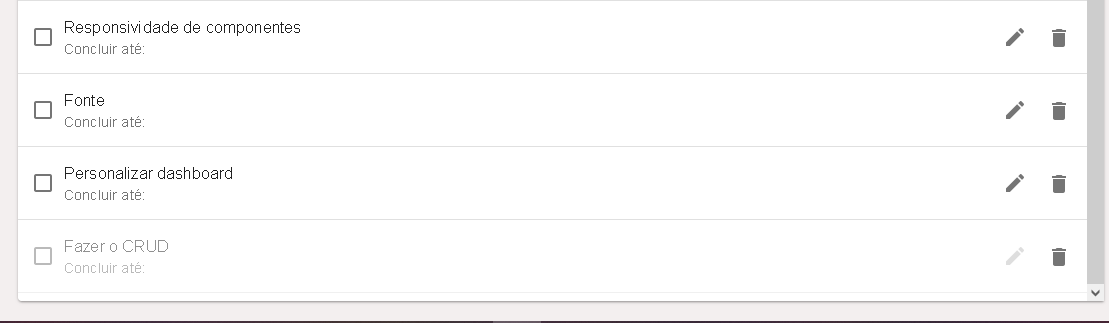 Responsividade de componentes
Concluir até:
Fonte
Concluir até:
Personalizar dashboard
Concluir até:
Fazer o CRUD
Concluir até: